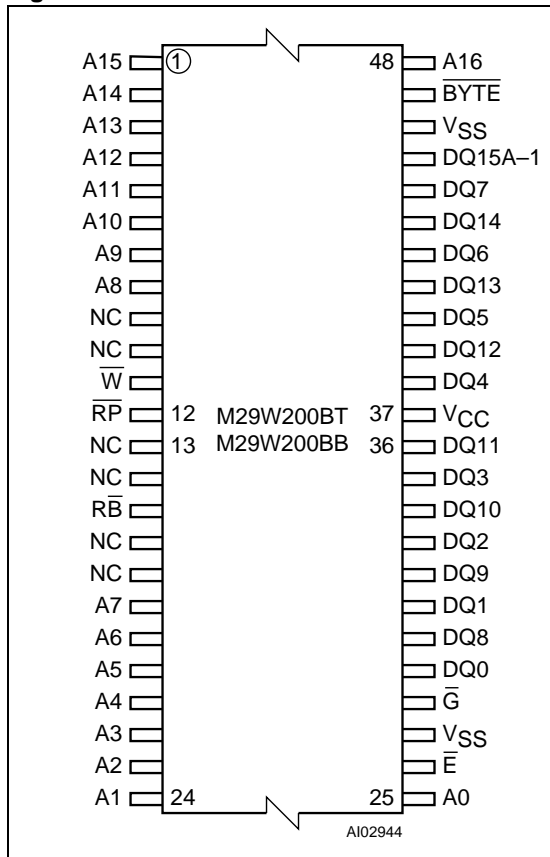 A15 1 48 A16
A14 B̅Y̅T̅E̅
A13 VSS
A12 DQ15A–1
A11 DQ7
A10 DQ14
A9 DQ6
A8 DQ13
NC DQ5
NC DQ12
W̅ DQ4
R̅P̅ 12 M29W200BT 37 VCC
NC 13 M29W200BB 36 DQ11
NC DQ3
RB̅ DQ10
NC DQ2
NC DQ9
A7 DQ1
A6 DQ8
A5 DQ0
A4 G̅
A3 VSS
A2 E̅
A1 24 25 A0
AI02944